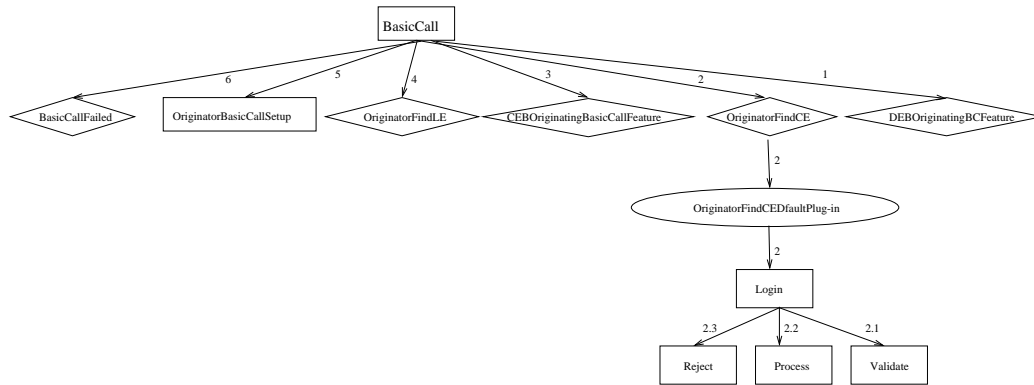 BasicCall
6
5
4
3
2
1
BasicCallFailed
OriginatorBasicCallSetup
OriginatorFindLE
CEBOriginatingBasicCallFeature
OriginatorFindCE
DEBOriginatingBCFeature
2
OriginatorFindCEDfaultPlug-in
2
Login
2.3
2.2
2.1
Reject
Process
Validate